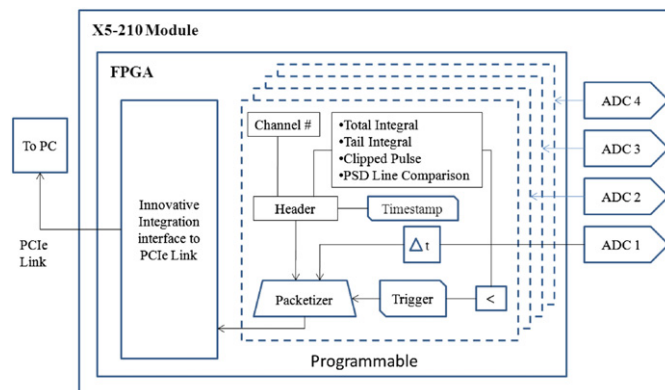 X5-210 Module
FPGA
To PC
PCIe
Link
Innovative
Integration
interface to
PCIe Link
Channel #
•Total Integral
•Tail Integral
•Clipped Pulse
•PSD Line Comparison
Header
Timestamp
Δ t
Packetizer
Trigger
<
Programmable
ADC 4
ADC 3
ADC 2
ADC 1